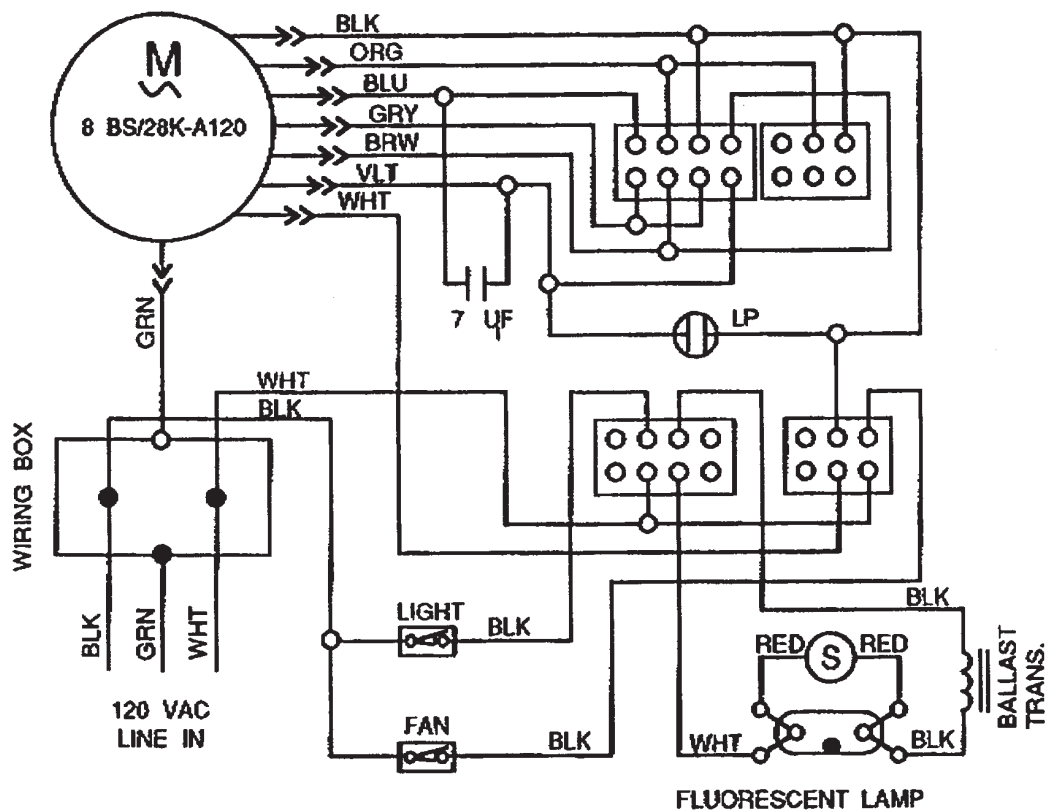 M
8 BS/28K-A120
BLK
ORG
BLU
GRY
BRW
VLT
WHT
GRN
7 UF
LP
WHT
BLK
WIRING BOX
BLK
GRN
WHT
120 VAC
LINE IN
LIGHT
BLK
FAN
BLK
BLK
RED
S
RED
WHT
BLK
BALLAST
TRANS.
FLUORESCENT LAMP